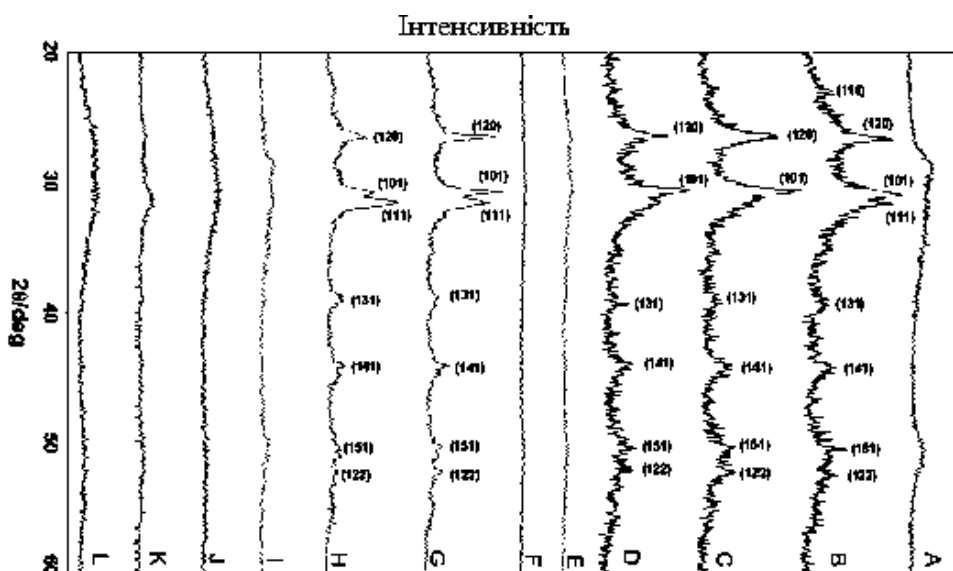 Інтенсивність
20
30
40
50
60
2θ/deg
A
(110)
(120)
(101)
(111)
(131)
(141)
(151)
(122)
B
(120)
(101)
(131)
(141)
(151)
(122)
C
(120)
(101)
(131)
(141)
(151)
(122)
D
E
F
(120)
(101)
(111)
(131)
(141)
(151)
(122)
G
(120)
(101)
(111)
(131)
(141)
(151)
(122)
H
I
J
K
L